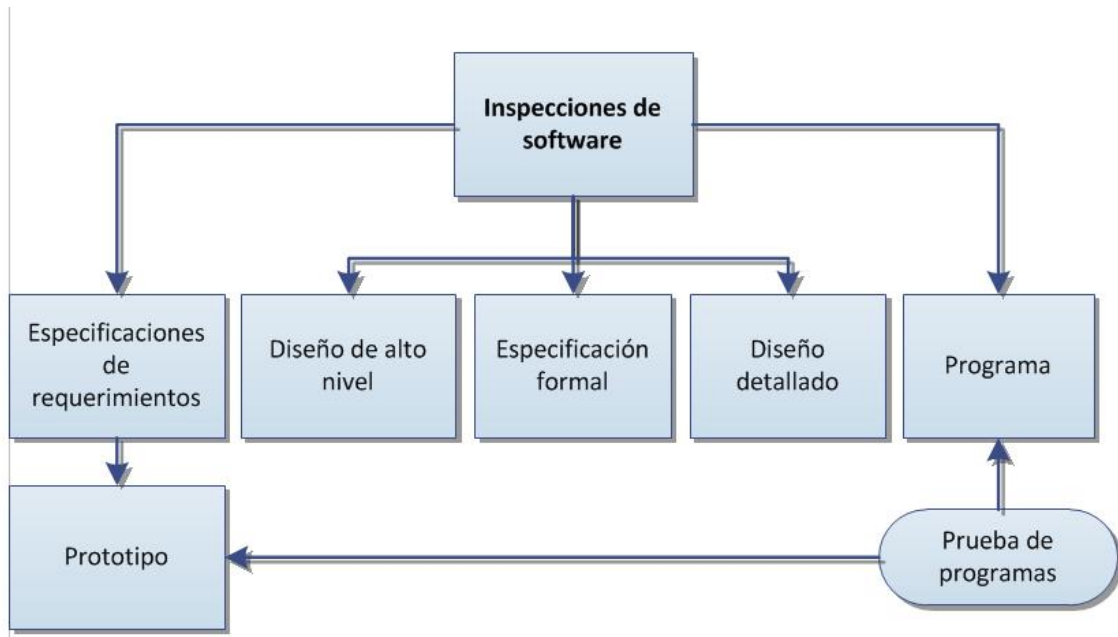 Inspecciones de
software
Especificaciones
de
requerimientos
Diseño de alto
nivel
Especificación
formal
Diseño
detallado
Programa
Prototipo
Prueba de
programas